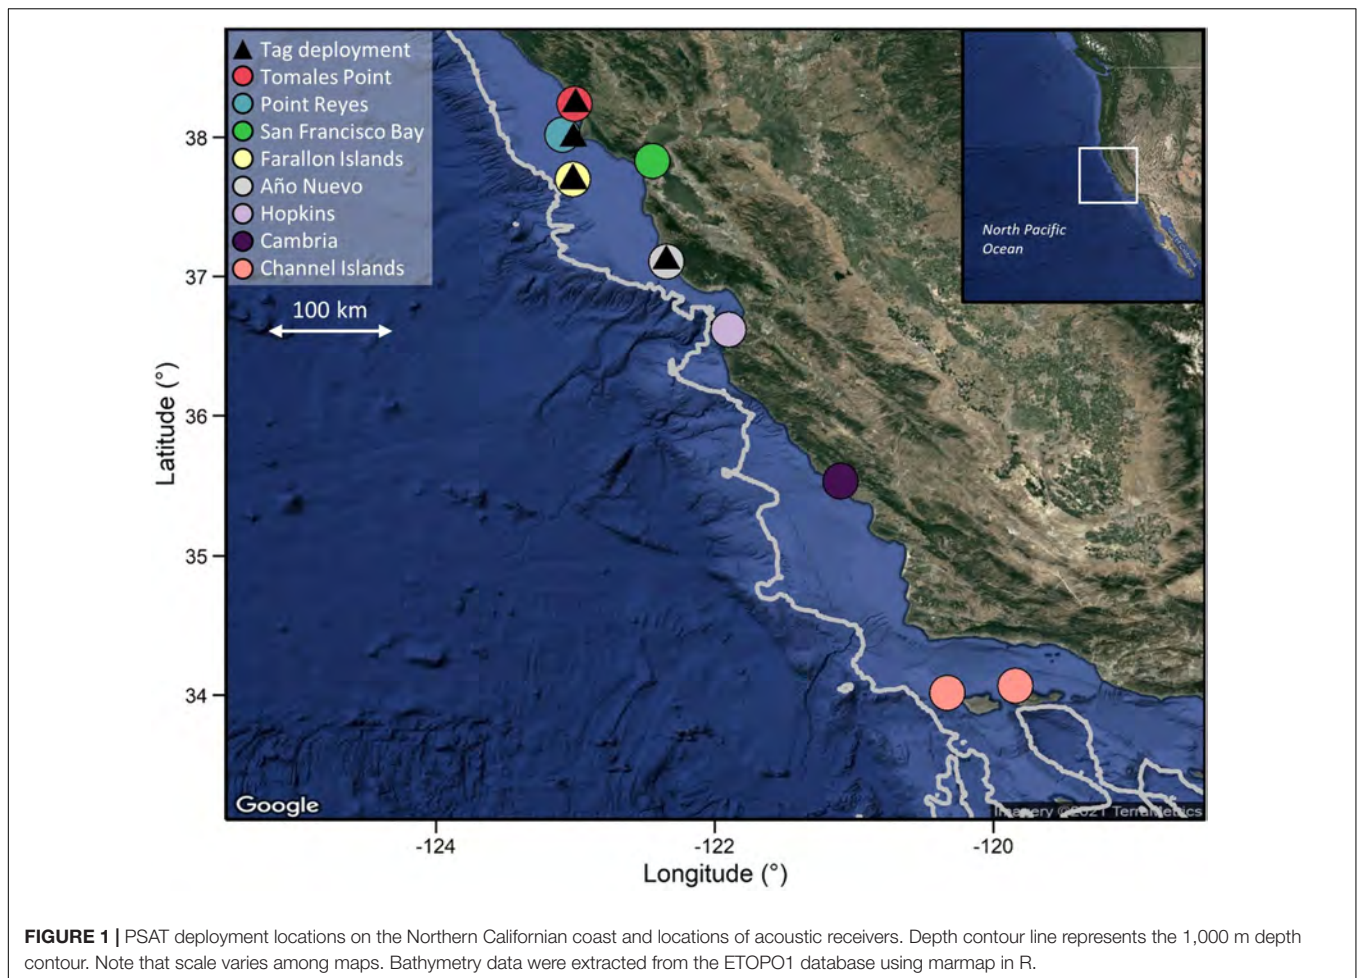 Tag deployment
Tomales Point
Point Reyes
San Francisco Bay
Farallon Islands
Año Nuevo
Hopkins
Cambria
Channel Islands
100 km
North Pacific
Ocean
38
37
36
35
34
Latitude (°)
Google
Imagery ©2021 TerraMetrics
-124
-122
-120
Longitude (°)
FIGURE 1 | PSAT deployment locations on the Northern Californian coast and locations of acoustic receivers. Depth contour line represents the 1,000 m depth
contour. Note that scale varies among maps. Bathymetry data were extracted from the ETOPO1 database using marmap in R.